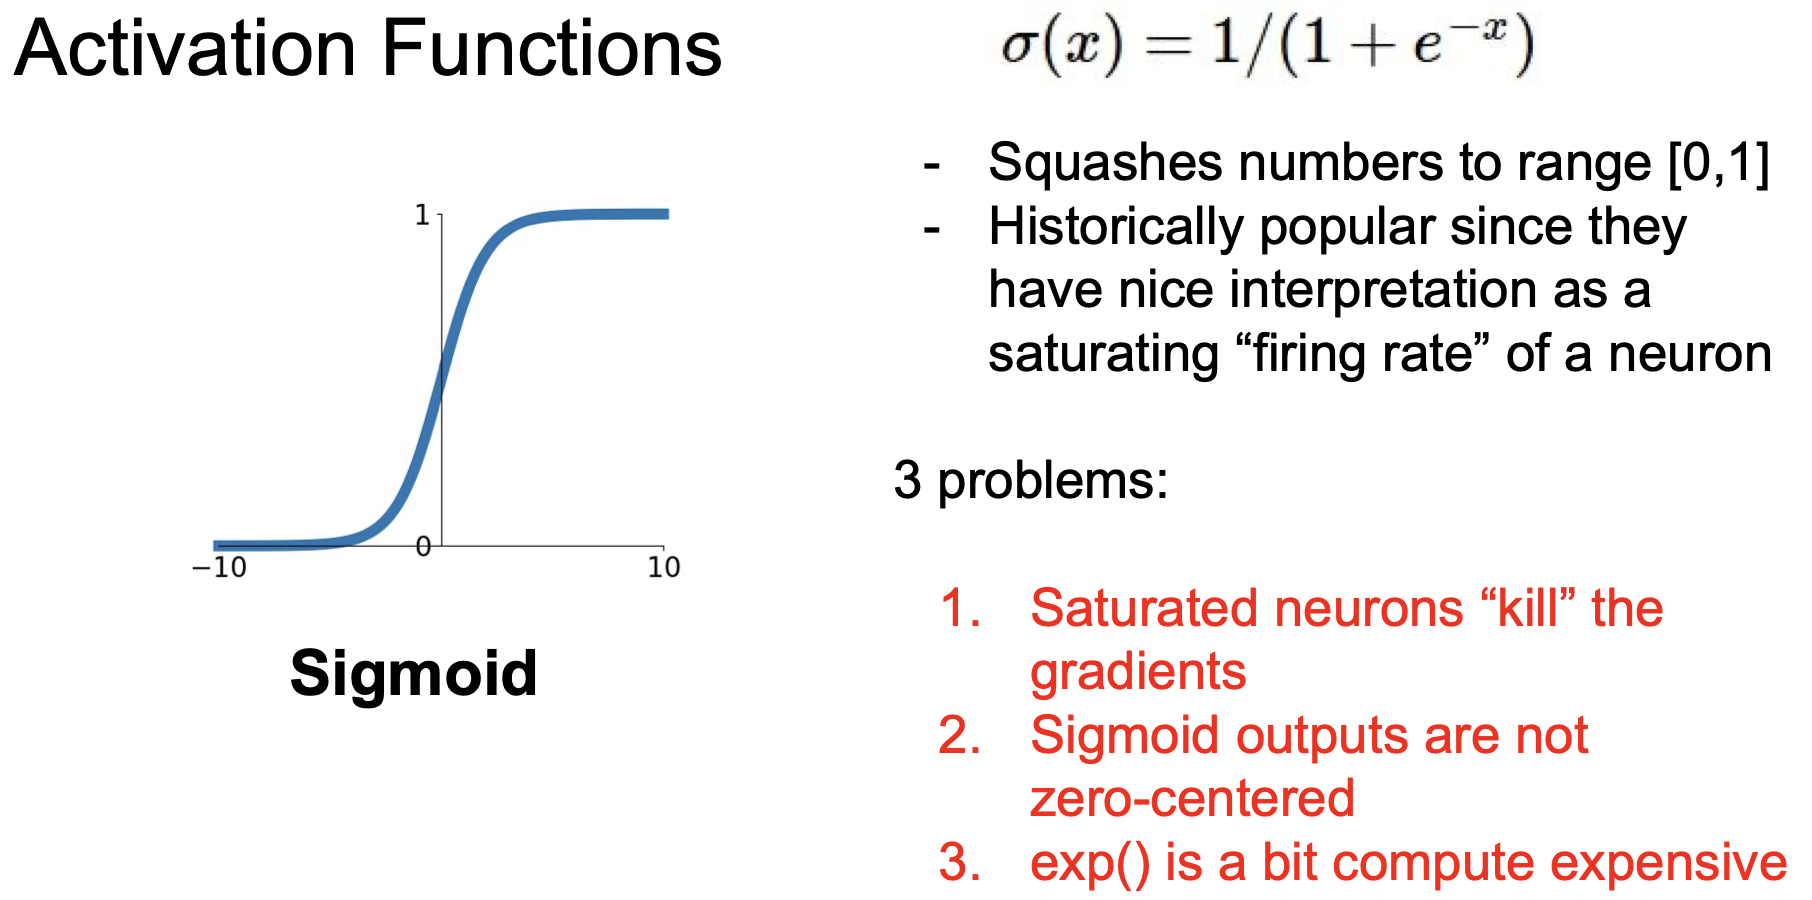 Activation Functions
σ(x) = 1/(1 + e^{-x})
- Squashes numbers to range [0,1]
- Historically popular since they
have nice interpretation as a
saturating “firing rate” of a neuron
1
0
−10
10
Sigmoid
3 problems:
1. Saturated neurons “kill” the
gradients
2. Sigmoid outputs are not
zero-centered
3. exp() is a bit compute expensive